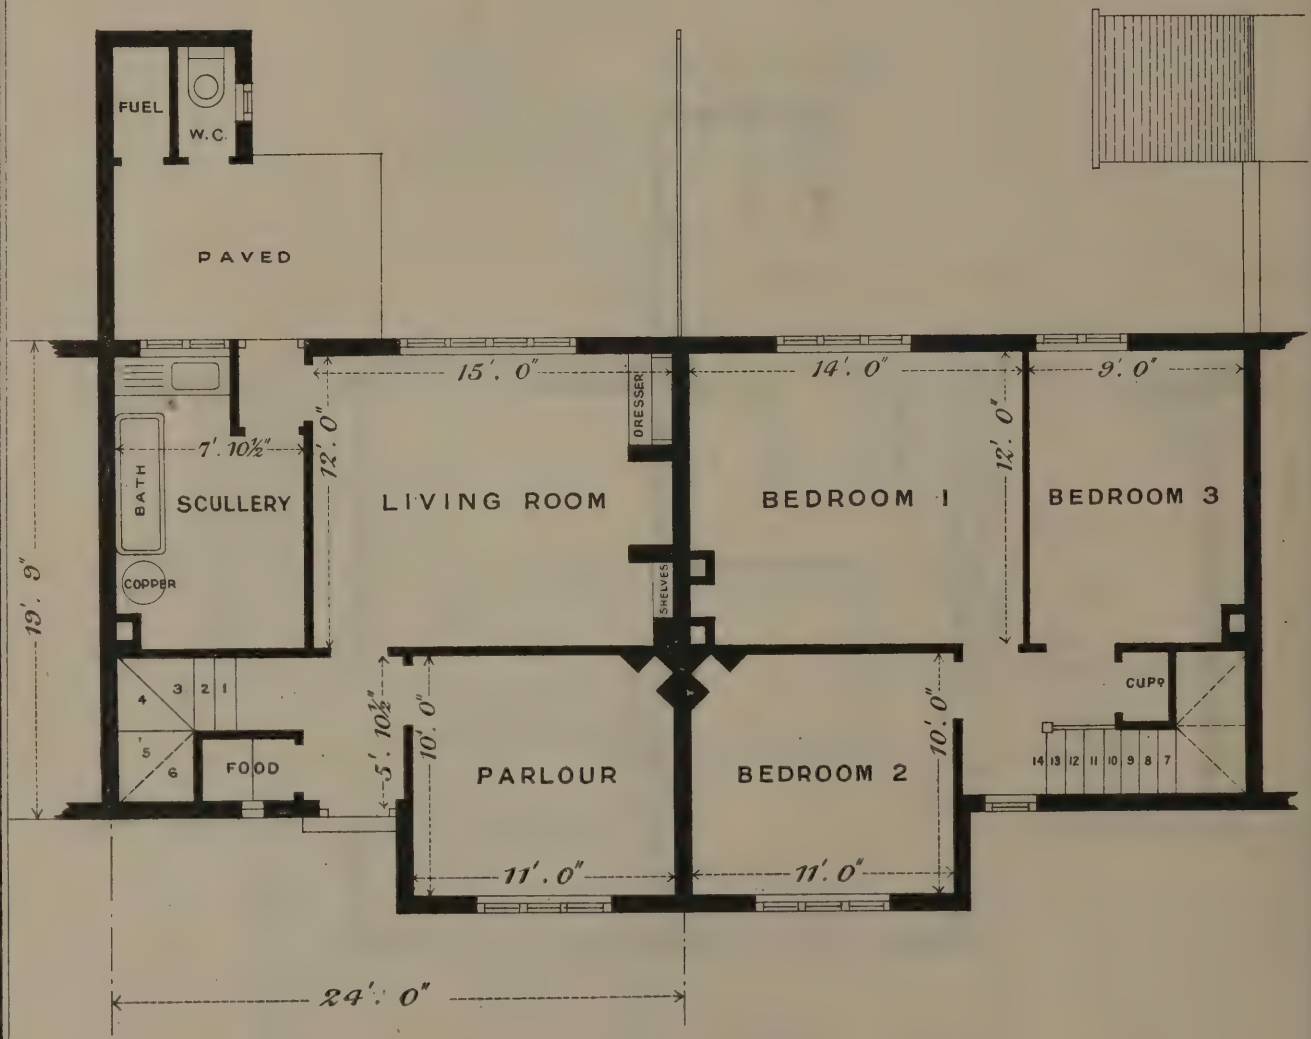 FUEL
W.C.
PAVED
15'. 0"
14'. 0"
9'. 0"
DRESSER
12'. 0"
12'. 0"
7'. 10½"
BATH
SCULLERY
LIVING ROOM
BEDROOM 1
BEDROOM 3
COPPER
SHELVES
19'. 9"
4 3 2 1
5
6
FOOD
5'. 10½"
10'. 0"
10'. 0"
CUPD
PARLOUR
BEDROOM 2
14 13 12 11 10 9 8 7
11'. 0"
11'. 0"
24'. 0"